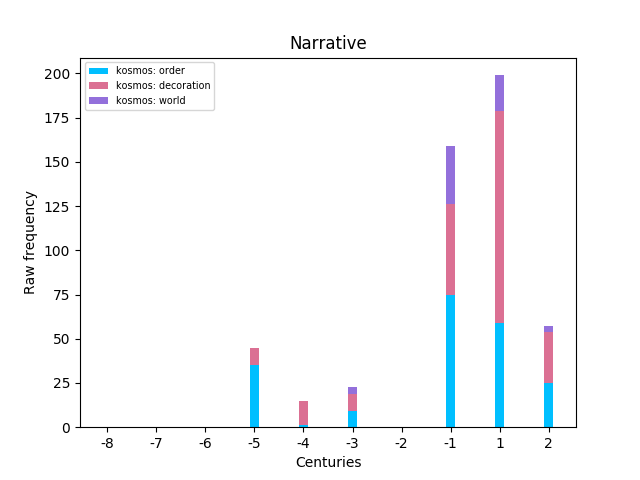 Narrative
kosmos: order
kosmos: decoration
kosmos: world
Raw frequency
200
175
150
125
100
75
50
25
0
-8 -7 -6 -5 -4 -3 -2 -1 1 2
Centuries